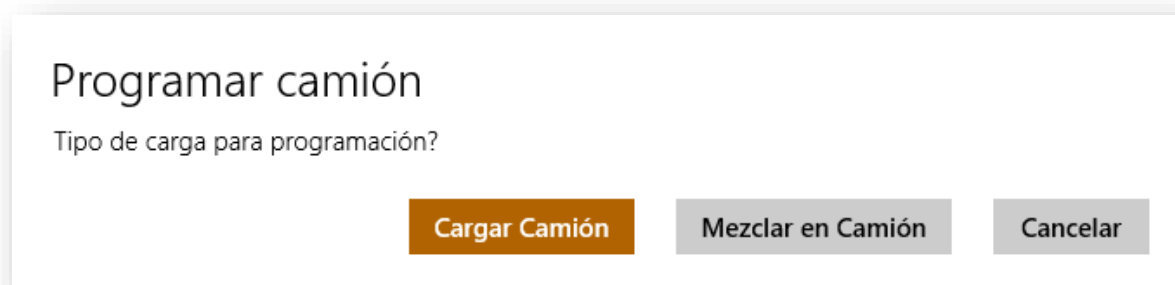 Programar camión
Tipo de carga para programación?
Cargar Camión Mezclar en Camión Cancelar